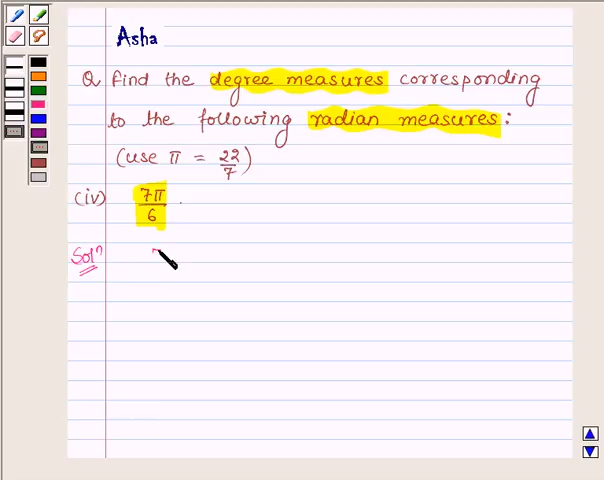 Asha
Q Find the degree measures corresponding
to the following radian measures:
(use π = 22/7)
(iv) 7π/6.
Solⁿ